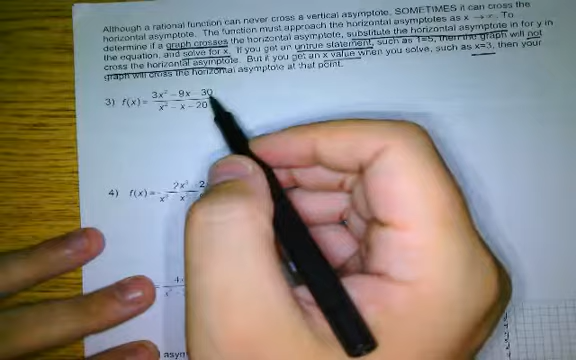 Although a rational function can never cross a vertical asymptote, SOMETIMES it can cross the
horizontal asymptote. The function must approach the horizontal asymptotes as x → ∞. To
determine if a graph crosses the horizontal asymptote, substitute the horizontal asymptote in for y in
the equation, and solve for x. If you get an untrue statement, such as 1=5, then the graph will not
cross the horizontal asymptote. But if you get an x value when you solve, such as x=3, then your
graph will cross the horizontal asymptote at that point.
3) f(x)= 3x² – 9x – 30
x² – x – 20
4) f(x)=
asym